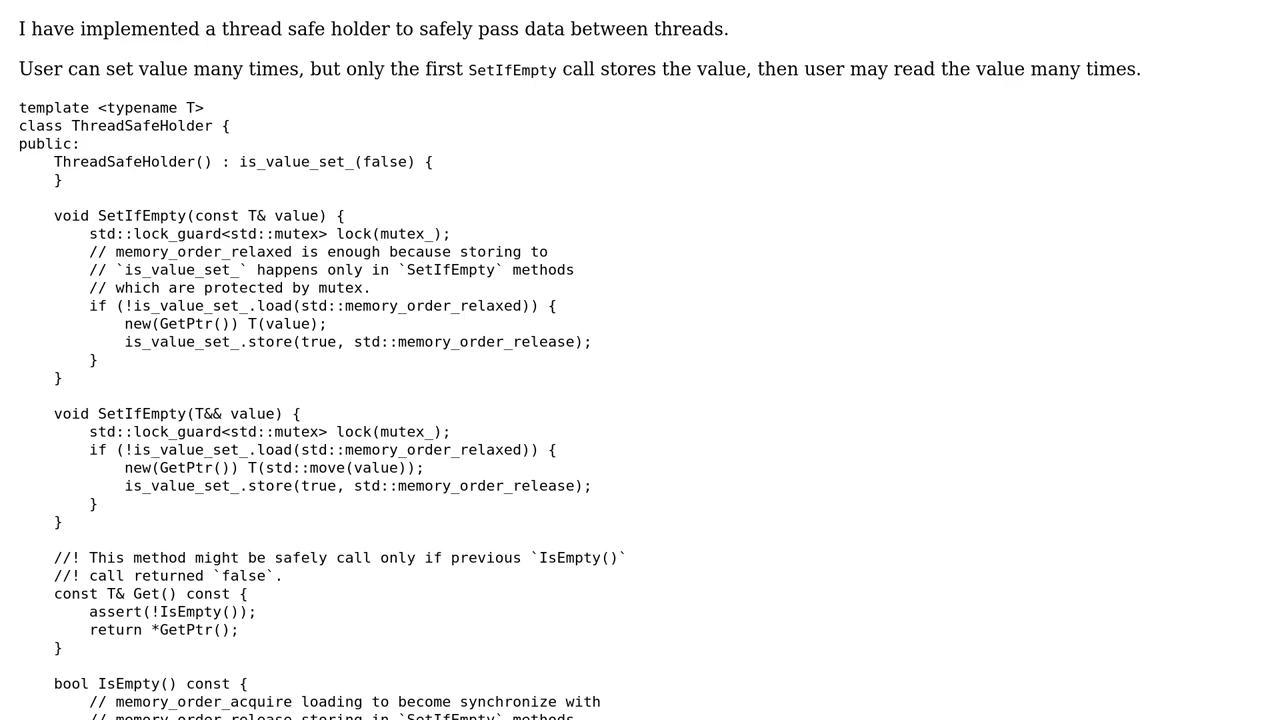 I have implemented a thread safe holder to safely pass data between threads.
User can set value many times, but only the first SetIfEmpty call stores the value, then user may read the value many times.
template <typename T>
class ThreadSafeHolder {
public:
    ThreadSafeHolder() : is_value_set_(false) {
    }

    void SetIfEmpty(const T& value) {
        std::lock_guard<std::mutex> lock(mutex_);
        // memory_order_relaxed is enough because storing to
        // `is_value_set_` happens only in `SetIfEmpty` methods
        // which are protected by mutex.
        if (!is_value_set_.load(std::memory_order_relaxed)) {
            new(GetPtr()) T(value);
            is_value_set_.store(true, std::memory_order_release);
        }
    }

    void SetIfEmpty(T&& value) {
        std::lock_guard<std::mutex> lock(mutex_);
        if (!is_value_set_.load(std::memory_order_relaxed)) {
            new(GetPtr()) T(std::move(value));
            is_value_set_.store(true, std::memory_order_release);
        }
    }

    //! This method might be safely call only if previous `IsEmpty()`
    //! call returned `false`.
    const T& Get() const {
        assert(!IsEmpty());
        return *GetPtr();
    }

    bool IsEmpty() const {
        // memory_order_acquire loading to become synchronize with
        // memory_order_release storing in `SetIfEmpty` methods